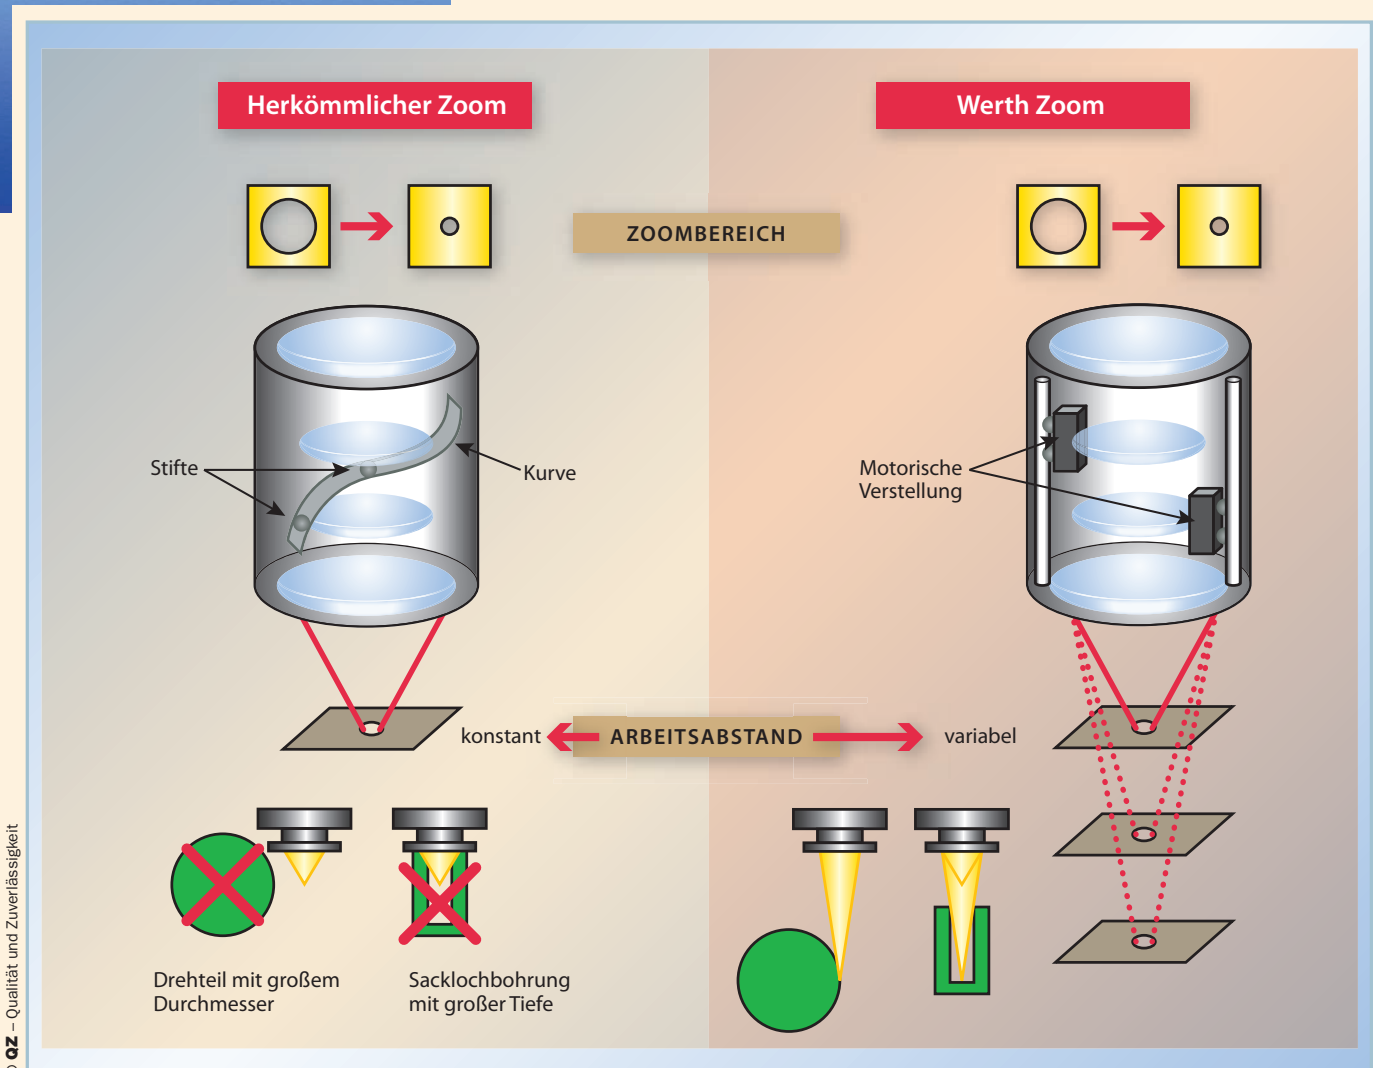 Herkömmlicher Zoom
Werth Zoom
ZOOMBEREICH
Stifte
Kurve
Motorische
Verstellung
konstant
ARBEITSABSTAND
variabel
Drehteil mit großem
Durchmesser
Sacklochbohrung
mit großer Tiefe
© QZ – Qualität und Zuverlässigkeit